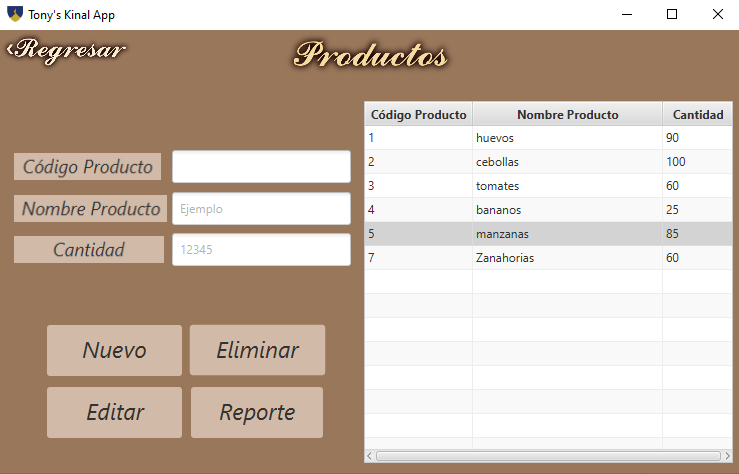 Tony's Kinal App
‹Regresar
Productos
Código Producto
Nombre Producto
Ejemplo
Cantidad
12345
Nuevo
Eliminar
Editar
Reporte
Código Producto Nombre Producto Cantidad
1 huevos 90
2 cebollas 100
3 tomates 60
4 bananos 25
5 manzanas 85
7 Zanahorias 60